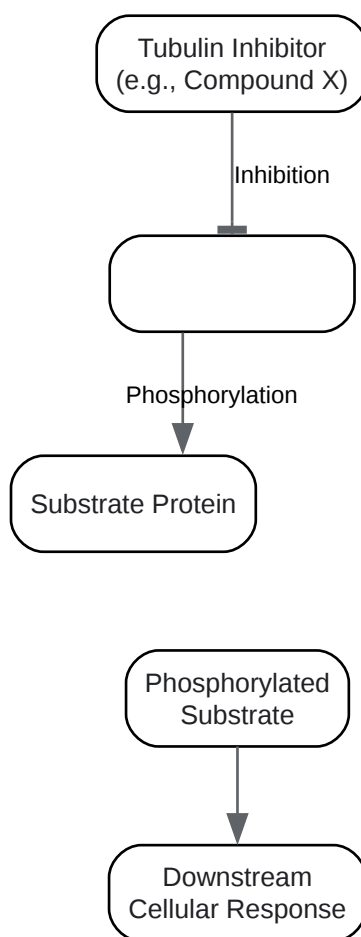 Tubulin Inhibitor
(e.g., Compound X)
Inhibition
Phosphorylation
Substrate Protein
Phosphorylated
Substrate
Downstream
Cellular Response